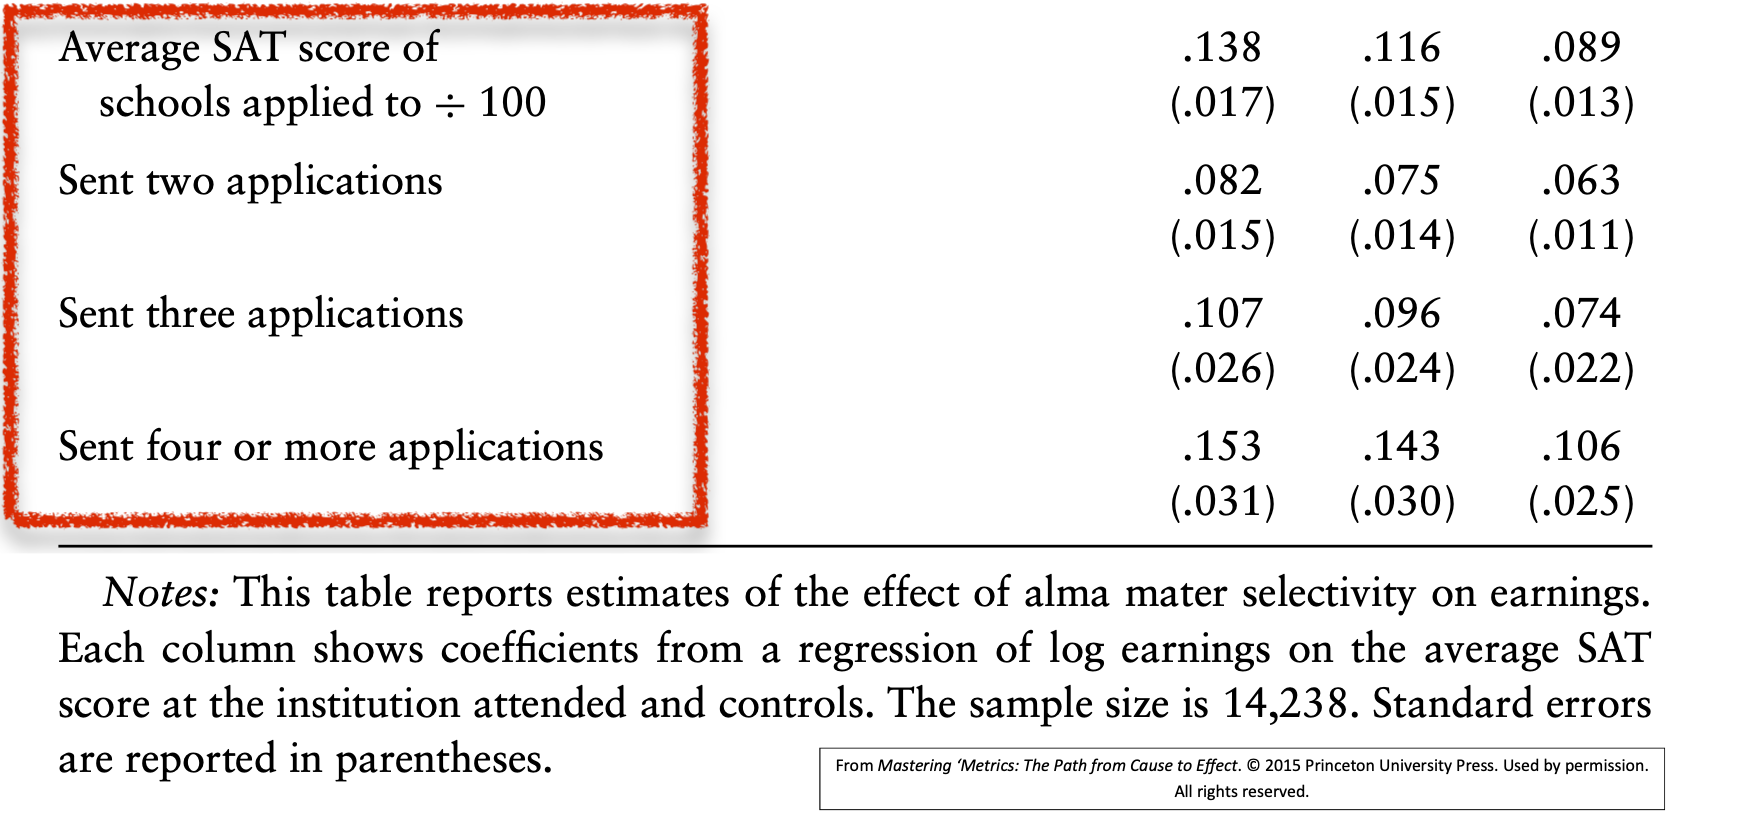 Average SAT score of .138 .116 .089
schools applied to ÷ 100 (.017) (.015) (.013)
Sent two applications .082 .075 .063
(.015) (.014) (.011)
Sent three applications .107 .096 .074
(.026) (.024) (.022)
Sent four or more applications .153 .143 .106
(.031) (.030) (.025)
Notes: This table reports estimates of the effect of alma mater selectivity on earnings.
Each column shows coefficients from a regression of log earnings on the average SAT
score at the institution attended and controls. The sample size is 14,238. Standard errors
are reported in parentheses.
From Mastering ‘Metrics: The Path from Cause to Effect. © 2015 Princeton University Press. Used by permission.
All rights reserved.